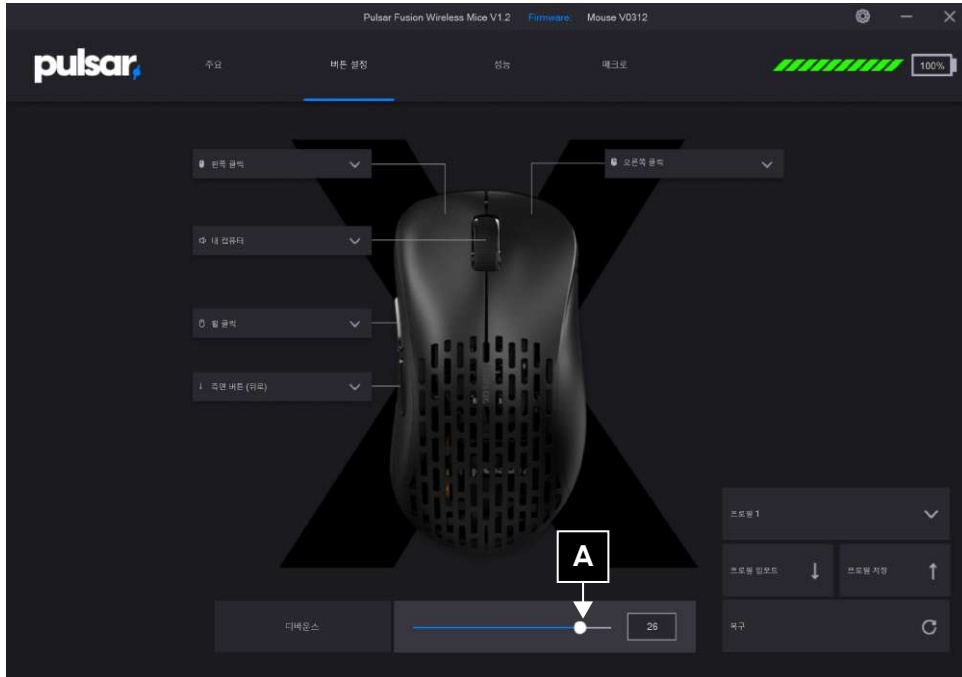 Pulsar Fusion Wireless Mice V1.2 Firmware: Mouse V0312
pulsar
주요 버튼 설정 성능 매크로 100%
왼쪽 클릭
오른쪽 클릭
내 컴퓨터
휠 클릭
측면 버튼 (뒤로)
프로필 1
A
프로필 임포트
프로필 저장
디바운스
26
복구